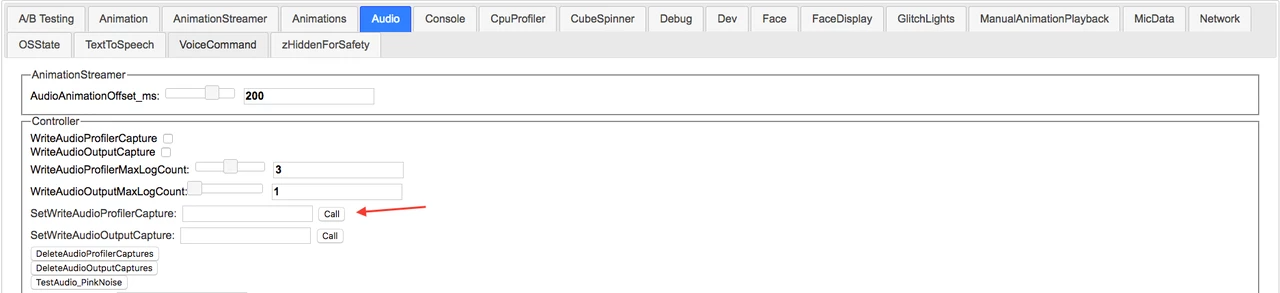 A/B Testing Animation AnimationStreamer Animations Audio Console CpuProfiler CubeSpinner Debug Dev Face FaceDisplay GlitchLights ManualAnimationPlayback MicData Network
OSState TextToSpeech VoiceCommand zHiddenForSafety
AnimationStreamer
AudioAnimationOffset_ms: 200
Controller
WriteAudioProfilerCapture
WriteAudioOutputCapture
WriteAudioProfilerMaxLogCount: 3
WriteAudioOutputMaxLogCount: 1
SetWriteAudioProfilerCapture: Call
SetWriteAudioOutputCapture: Call
DeleteAudioProfilerCaptures
DeleteAudioOutputCaptures
TestAudio_PinkNoise